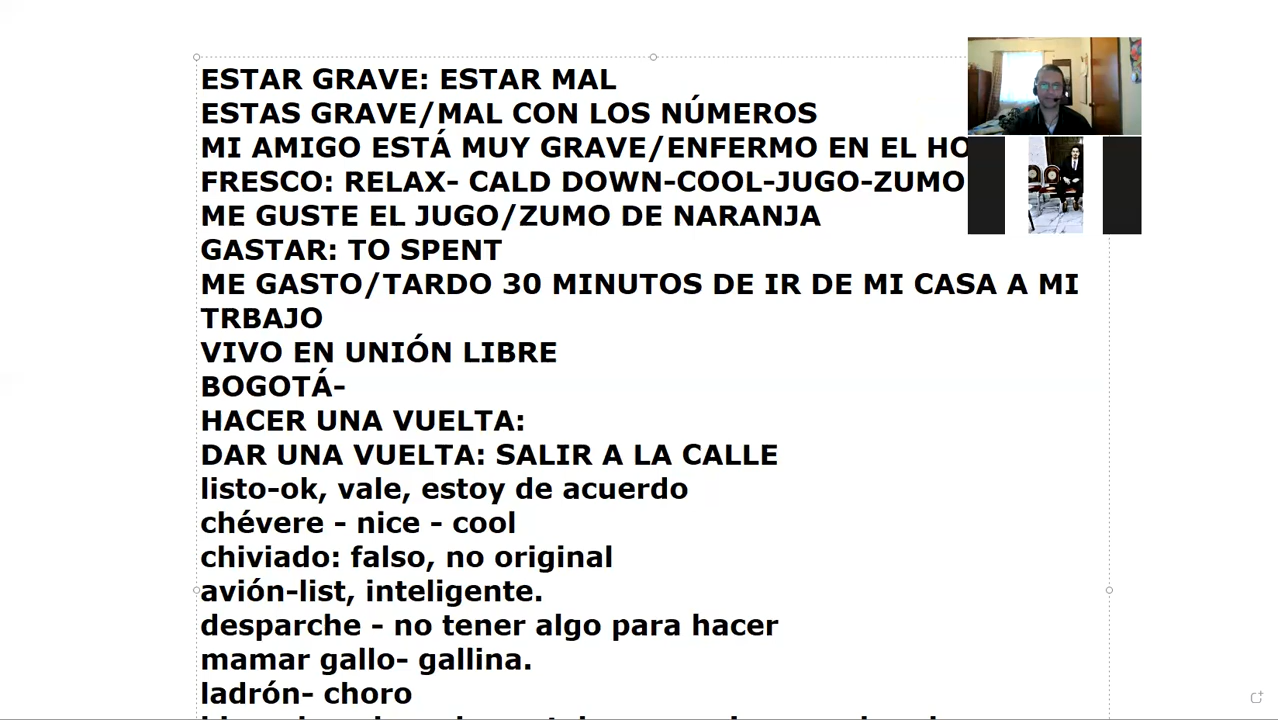 ESTAR GRAVE: ESTAR MAL
ESTAS GRAVE/MAL CON LOS NÚMEROS
MI AMIGO ESTÁ MUY GRAVE/ENFERMO EN EL
FRESCO: RELAX- CALD DOWN-COOL-JUGO-ZUMO
ME GUSTE EL JUGO/ZUMO DE NARANJA
GASTAR: TO SPENT
ME GASTO/TARDO 30 MINUTOS DE IR DE MI CASA A MI
TRBAJO
VIVO EN UNIÓN LIBRE
BOGOTÁ-
HACER UNA VUELTA:
DAR UNA VUELTA: SALIR A LA CALLE
listo-ok, vale, estoy de acuerdo
chévere - nice - cool
chiviado: falso, no original
avión-list, inteligente.
desparche - no tener algo para hacer
mamar gallo- gallina.
ladrón- choro